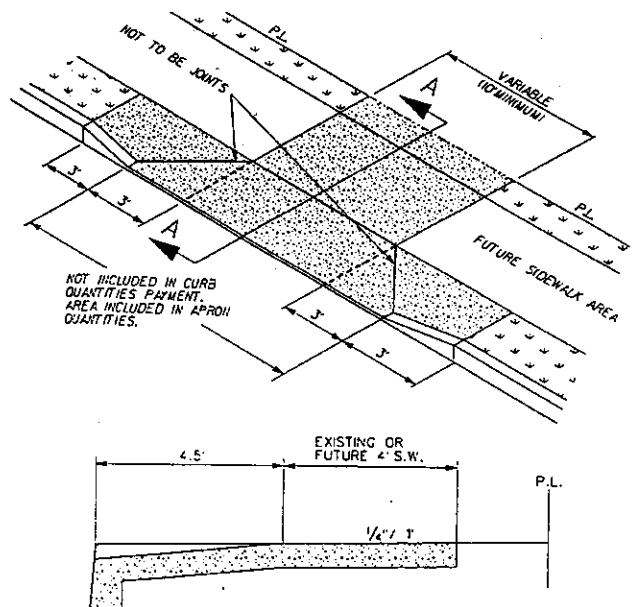 P.L.
NOT TO BE JOINTS
A
VARIABLE
(10' MINIMUM)
3'
3'
A
P.L.
FUTURE SIDEWALK AREA
NOT INCLUDED IN CURB
QUANTITIES PAYMENT.
AREA INCLUDED IN APRON
QUANTITIES.
3'
3'
4.5'
EXISTING OR
FUTURE 4' S.W.
P.L.
1/4"/ 1'